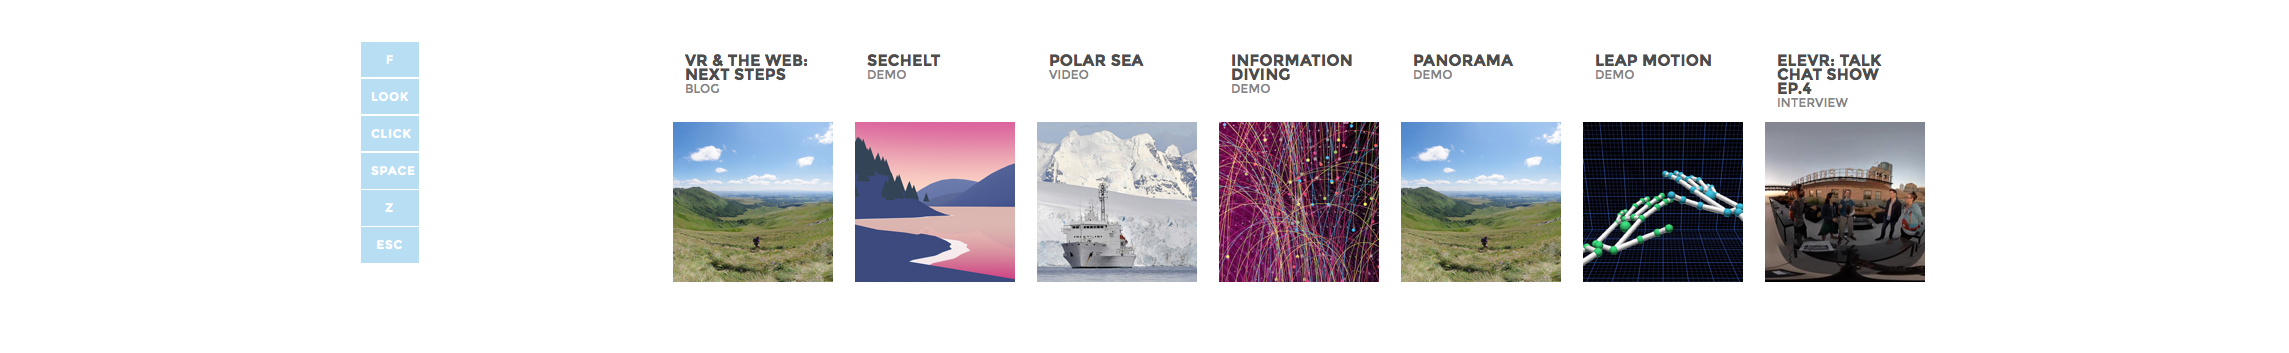 F
LOOK
CLICK
SPACE
Z
ESC
VR & THE WEB:
NEXT STEPS
BLOG
SECHELT
DEMO
POLAR SEA
VIDEO
INFORMATION
DIVING
DEMO
PANORAMA
DEMO
LEAP MOTION
DEMO
ELEVR: TALK
CHAT SHOW
EP.4
INTERVIEW